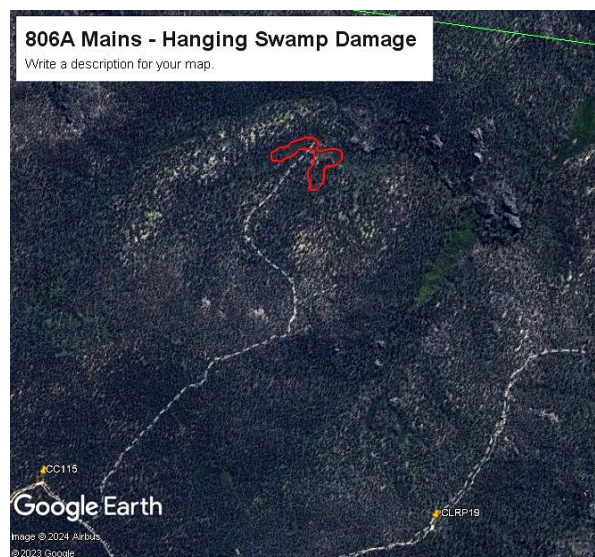 806A Mains - Hanging Swamp Damage
Write a description for your map.
CC115
CLRP19
Google Earth
Image © 2024 Airbus
© 2023 Google